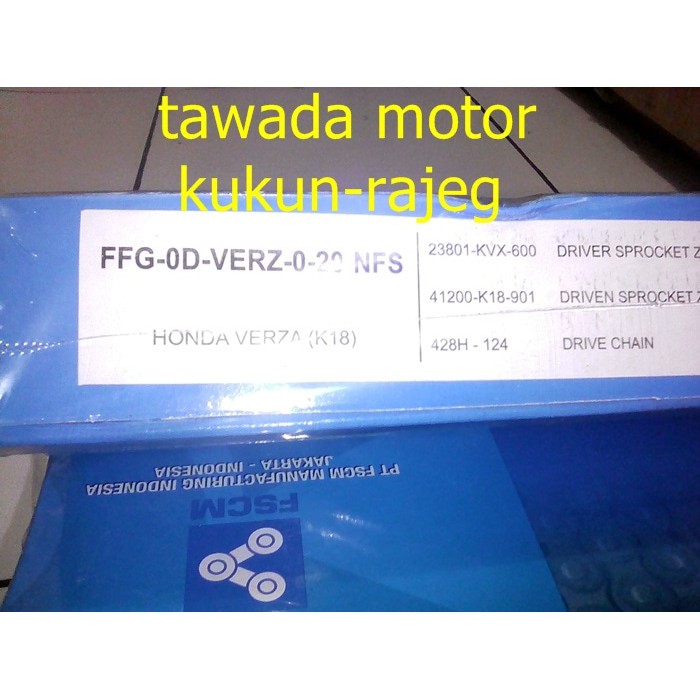 tawada motor
kukun-rajeg
FFG-0D-VERZ-0-20 NFS
HONDA VERZA (K18)
23801-KVX-600 DRIVER SPROCKET Z
41200-K18-901 DRIVEN SPROCKET Z
428H - 124 DRIVE CHAIN
FSCM
PT FSCM MANUFACTURING INDONESIA
JAKARTA - INDONESIA